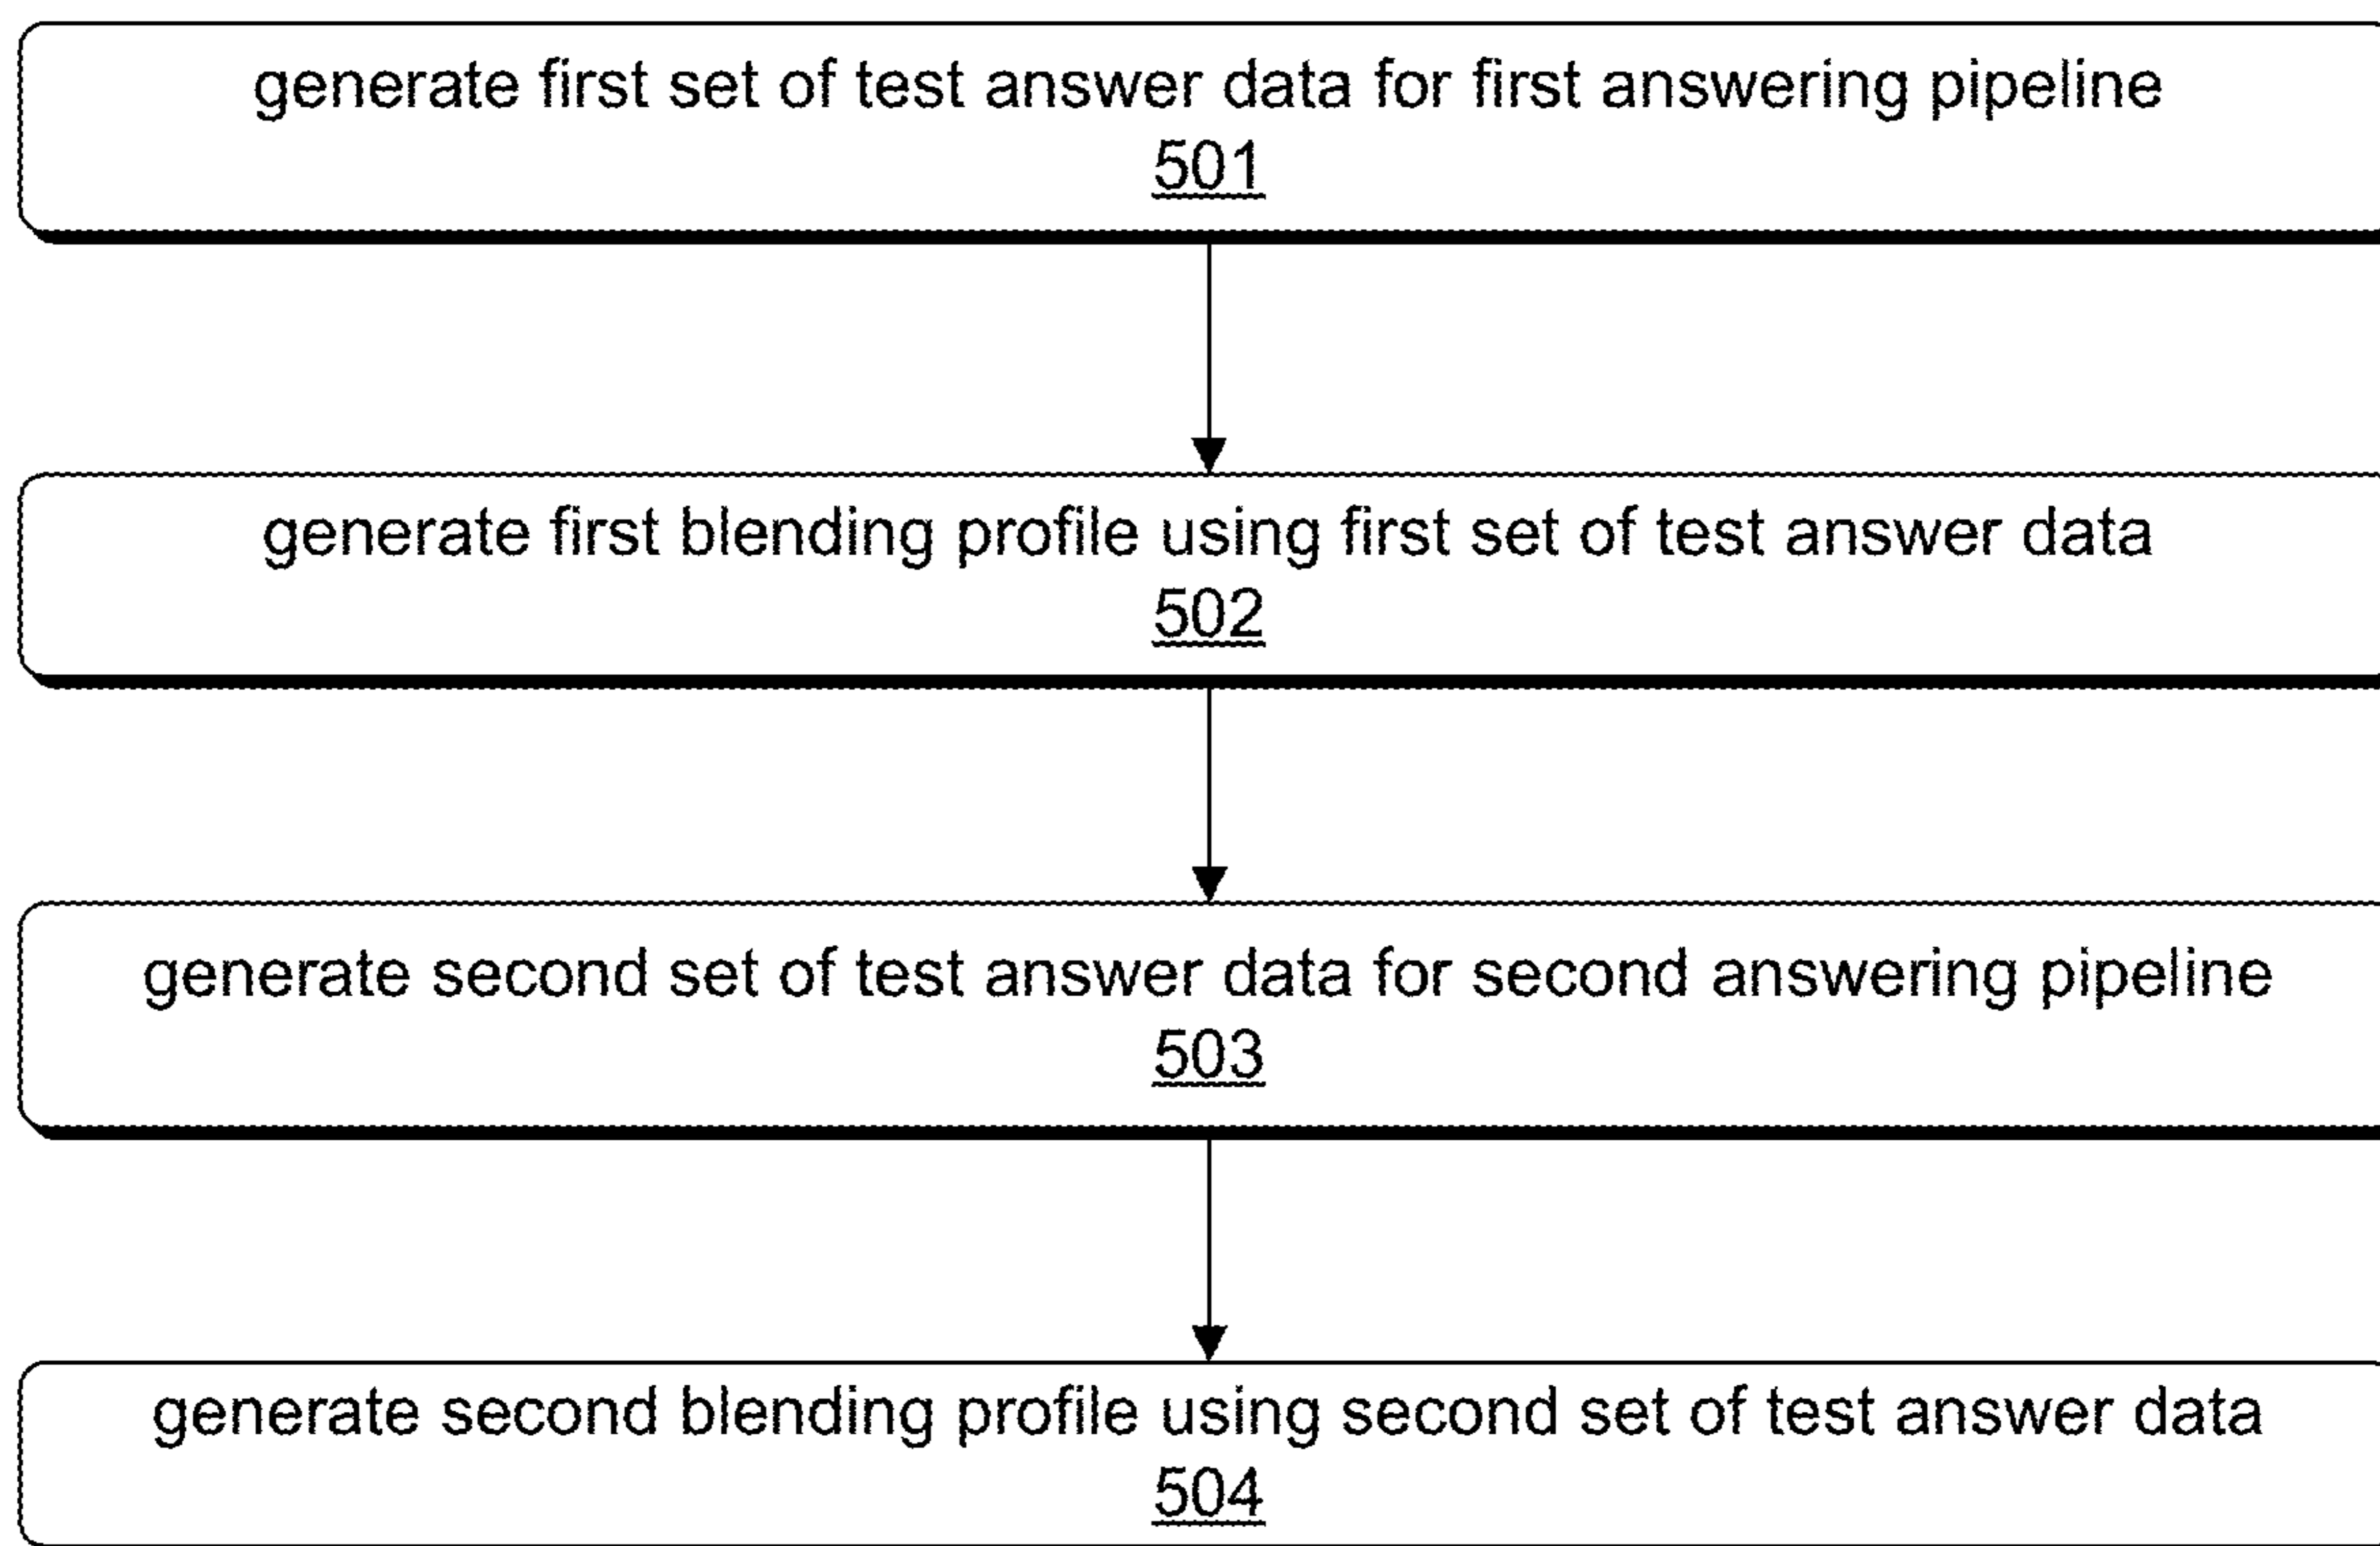 generate first set of test answer data for first answering pipeline
501
generate first blending profile using first set of test answer data
502
generate second set of test answer data for second answering pipeline
503
generate second blending profile using second set of test answer data
504